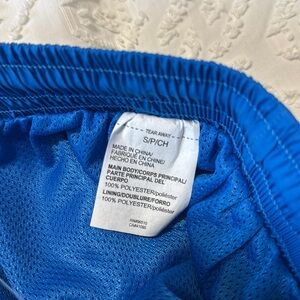 TEAR AWAY
S/P/CH
MADE IN CHINA/
FABRIQUÉ EN CHINE/
HECHO EN CHINA
MAIN BODY/CORPS PRINCIPAL/
PARTE PRINCIPAL DEL
CUERPO
100% POLYESTER/poliéster
LINING/DOUBLURE/FORRO
100% POLYESTER/poliéster